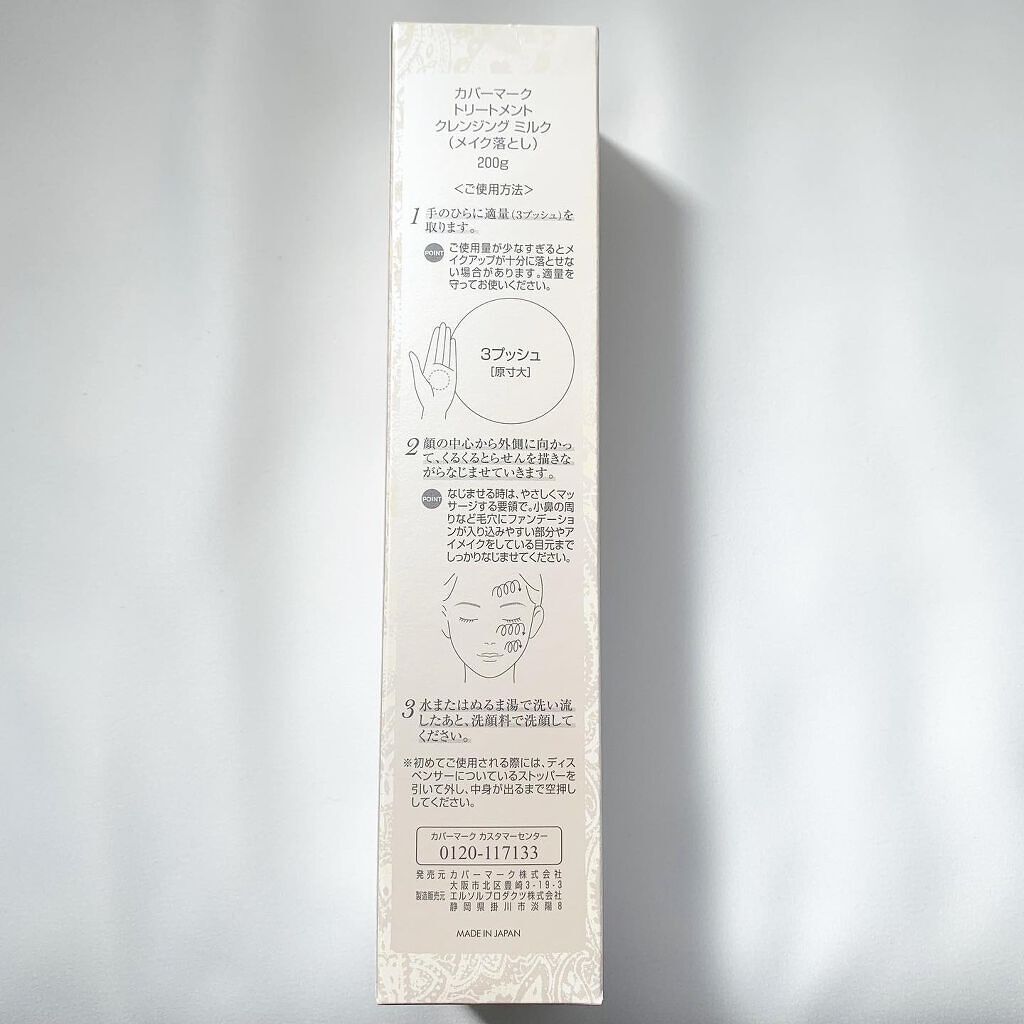 カバーマーク
トリートメント
クレンジング ミルク
(メイク落とし)
200g
<ご使用方法>
1 手のひらに適量(3プッシュ)を
取ります。
POINT ご使用量が少なすぎるとメ
イクアップが十分に落とせな
い場合があります。適量を
守ってお使いください。
3プッシュ
[原寸大]
2 顔の中心から外側に向かっ
て、くるくるとらせんを描きな
がらなじませていきます。
POINT なじませる時は、やさしくマッ
サージする要領で。小鼻の周
りなど毛穴にファンデーショ
ンが入り込みやすい部分やア
イメイクをしている目元まで
しっかりなじませてください。
3 水またはぬるま湯で洗い流
したあと、洗顔料で洗顔して
ください。
※初めてご使用される際には、ディス
ペンサーについているストッパーを
引いて外し、中身が出るまで空押し
してください。
カバーマーク カスタマーセンター
0120-117133
発売元 カバーマーク株式会社
大阪市北区豊崎3-19-3
製造販売元 エルソルプロダクツ株式会社
静岡県掛川市淡陽8
MADE IN JAPAN